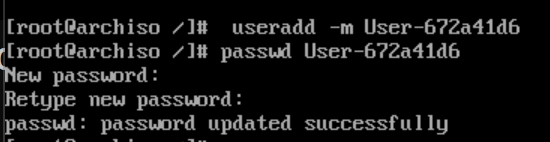 [root@archiso /]#  useradd -m User-672a41d6
[root@archiso /]# passwd User-672a41d6
New password:
Retype new password:
passwd: password updated successfully